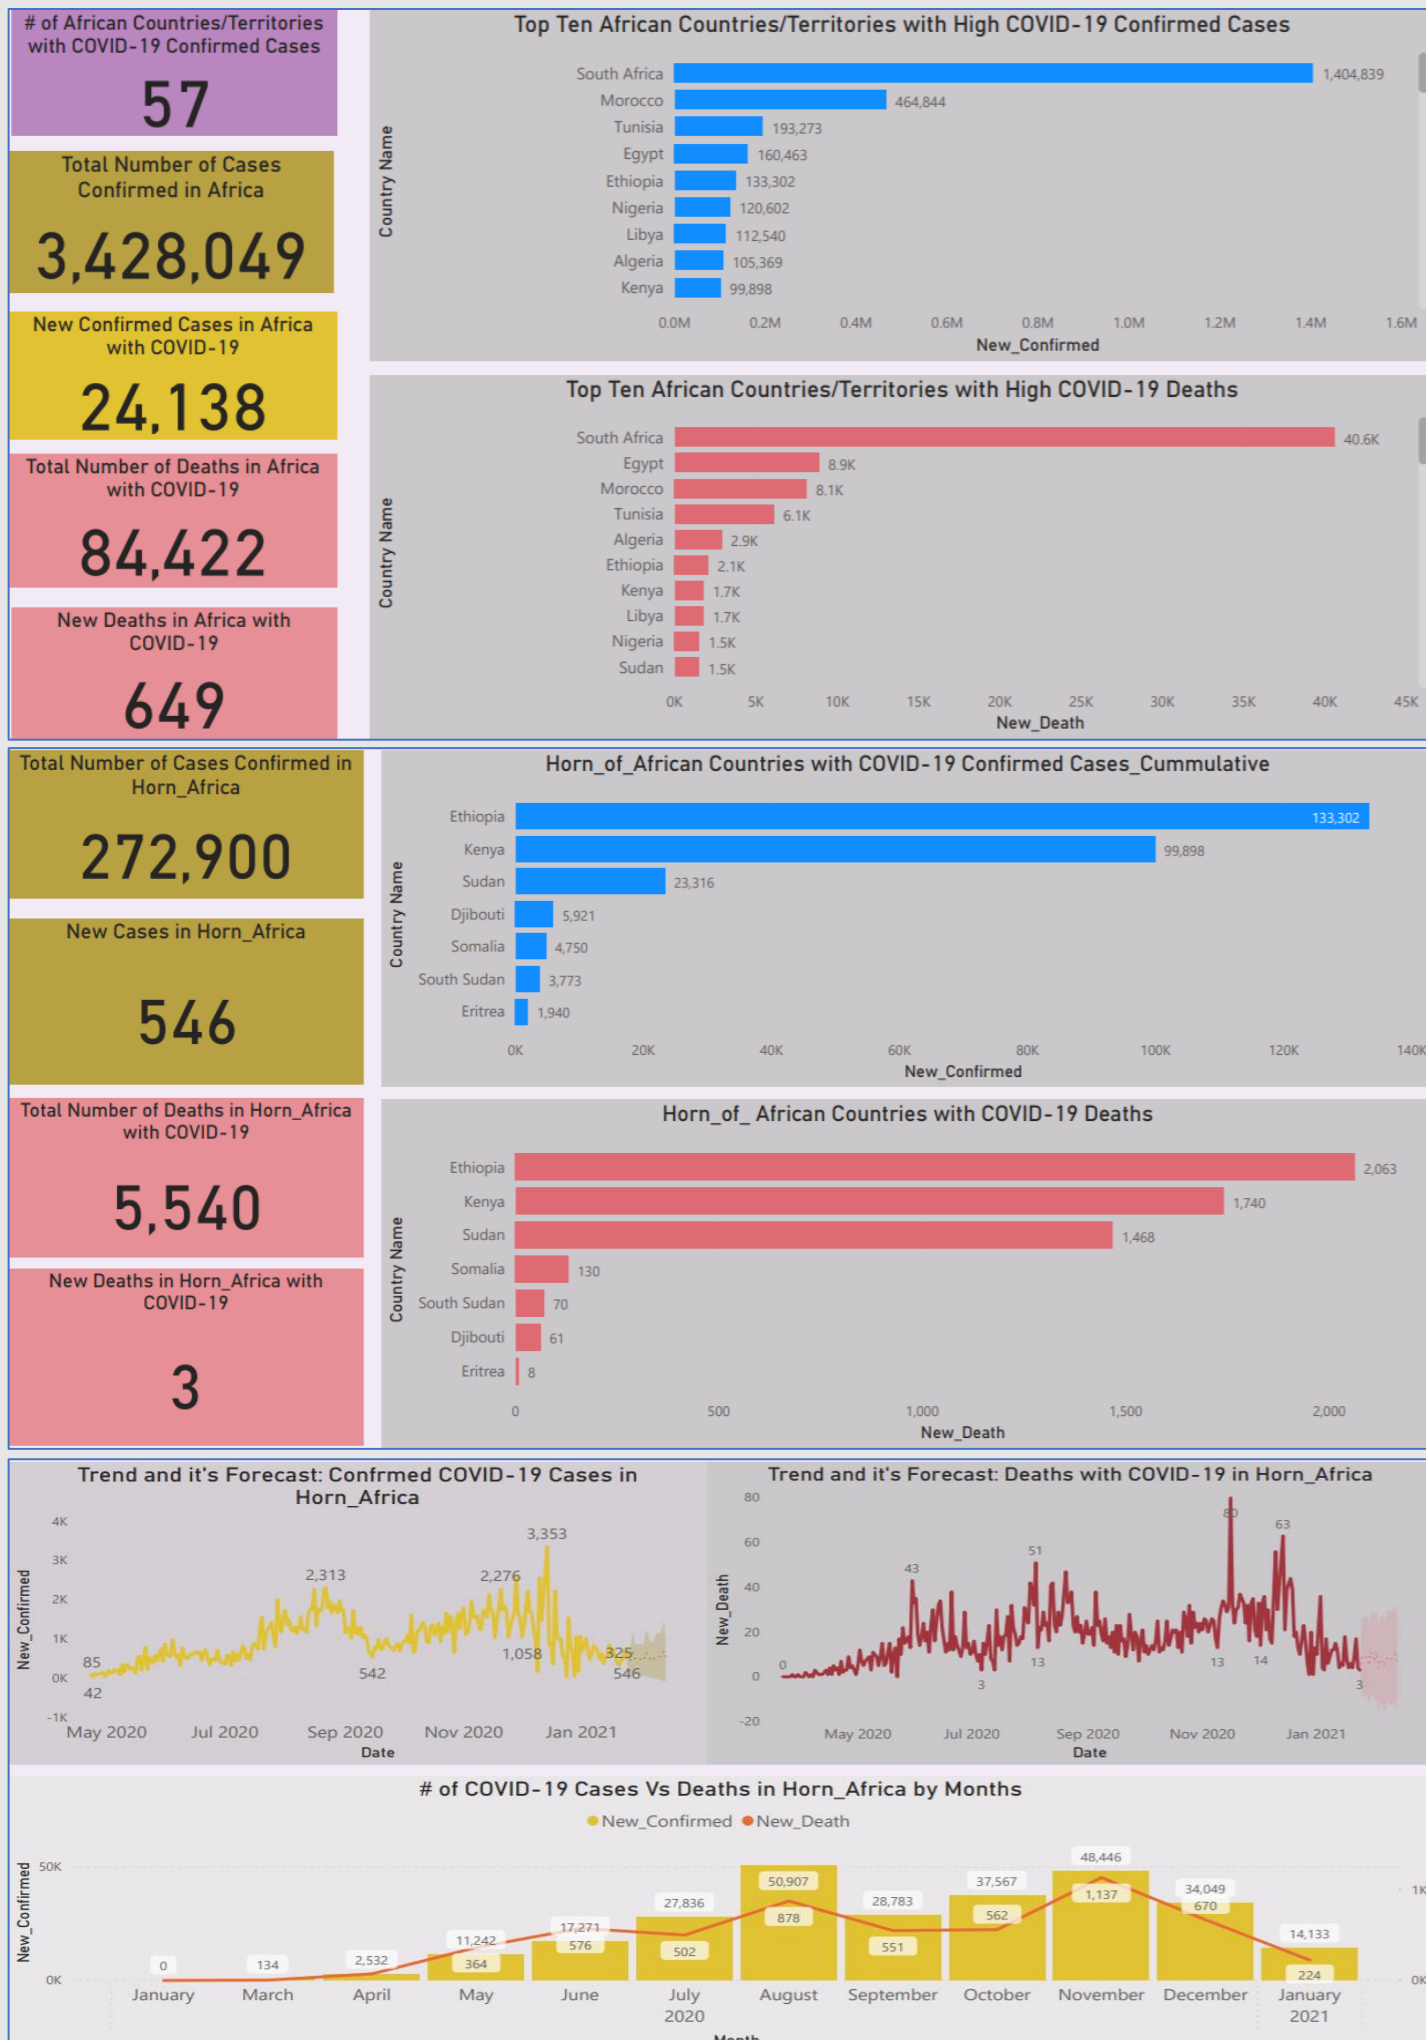 # of African Countries/Territories
with COVID-19 Confirmed Cases
57
Total Number of Cases
Confirmed in Africa
3,428,049
New Confirmed Cases in Africa
with COVID-19
24,138
Total Number of Deaths in Africa
with COVID-19
84,422
New Deaths in Africa with
COVID-19
649
Top Ten African Countries/Territories with High COVID-19 Confirmed Cases
Country Name
South Africa 1,404,839
Morocco 464,844
Tunisia 193,273
Egypt 160,463
Ethiopia 133,302
Nigeria 120,602
Libya 112,540
Algeria 105,369
Kenya 99,898
0.0M 0.2M 0.4M 0.6M 0.8M 1.0M 1.2M 1.4M 1.6M
New_Confirmed
Top Ten African Countries/Territories with High COVID-19 Deaths
Country Name
South Africa 40.6K
Egypt 8.9K
Morocco 8.1K
Tunisia 6.1K
Algeria 2.9K
Ethiopia 2.1K
Kenya 1.7K
Libya 1.7K
Nigeria 1.5K
Sudan 1.5K
0K 5K 10K 15K 20K 25K 30K 35K 40K 45K
New_Death
Total Number of Cases Confirmed in
Horn_Africa
272,900
New Cases in Horn_Africa
546
Total Number of Deaths in Horn_Africa
with COVID-19
5,540
New Deaths in Horn_Africa with
COVID-19
3
Horn_of_African Countries with COVID-19 Confirmed Cases_Cummulative
Country Name
Ethiopia 133,302
Kenya 99,898
Sudan 23,316
Djibouti 5,921
Somalia 4,750
South Sudan 3,773
Eritrea 1,940
0K 20K 40K 60K 80K 100K 120K 140K
New_Confirmed
Horn_of_ African Countries with COVID-19 Deaths
Country Name
Ethiopia 2,063
Kenya 1,740
Sudan 1,468
Somalia 130
South Sudan 70
Djibouti 61
Eritrea 8
0 500 1,000 1,500 2,000
New_Death
Trend and it's Forecast: Confrmed COVID-19 Cases in
Horn_Africa
New_Confirmed
4K
3K
2K
1K
0K
-1K
3,353
2,313
2,276
85
42
542
1,058
325
546
May 2020 Jul 2020 Sep 2020 Nov 2020 Jan 2021
Date
Trend and it's Forecast: Deaths with COVID-19 in Horn_Africa
New_Death
80
60
40
20
0
-20
80
63
51
43
0
3
13
13
14
3
May 2020 Jul 2020 Sep 2020 Nov 2020 Jan 2021
Date
# of COVID-19 Cases Vs Deaths in Horn_Africa by Months
New_Confirmed New_Death
New_Confirmed
50K
0K
1K
0K
0 134 2,532 11,242 17,271 27,836 50,907 28,783 37,567 48,446 34,049 14,133
364 576 502 878 551 562 1,137 670 224
January March April May June July August September October November December January
2020 2021
Month